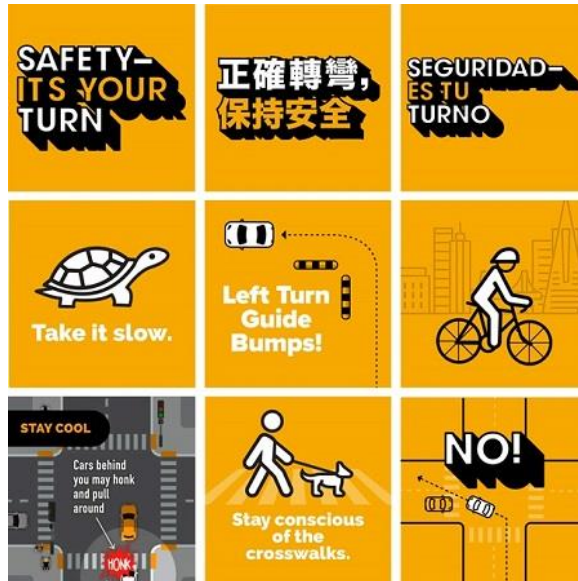 SAFETY–
ITS YOUR
TURN
正確轉彎,
保持安全
SEGURIDAD–
ES TU
TURNO
Take it slow.
Left Turn
Guide
Bumps!
STAY COOL
Cars behind
you may honk
and pull
around
HONK
Stay conscious
of the
crosswalks.
NO!